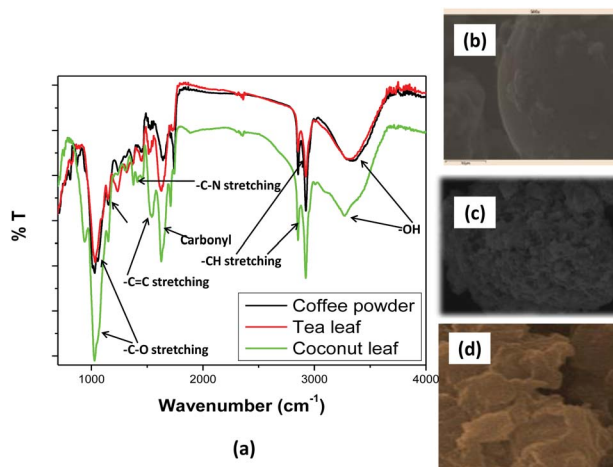 (a)
% T
-C-N stretching
Carbonyl
-CH stretching
-OH
-C=C stretching
-C-O stretching
Coffee powder
Tea leaf
Coconut leaf
1000 2000 3000 4000
Wavenumber (cm⁻¹)
(b)
(c)
(d)